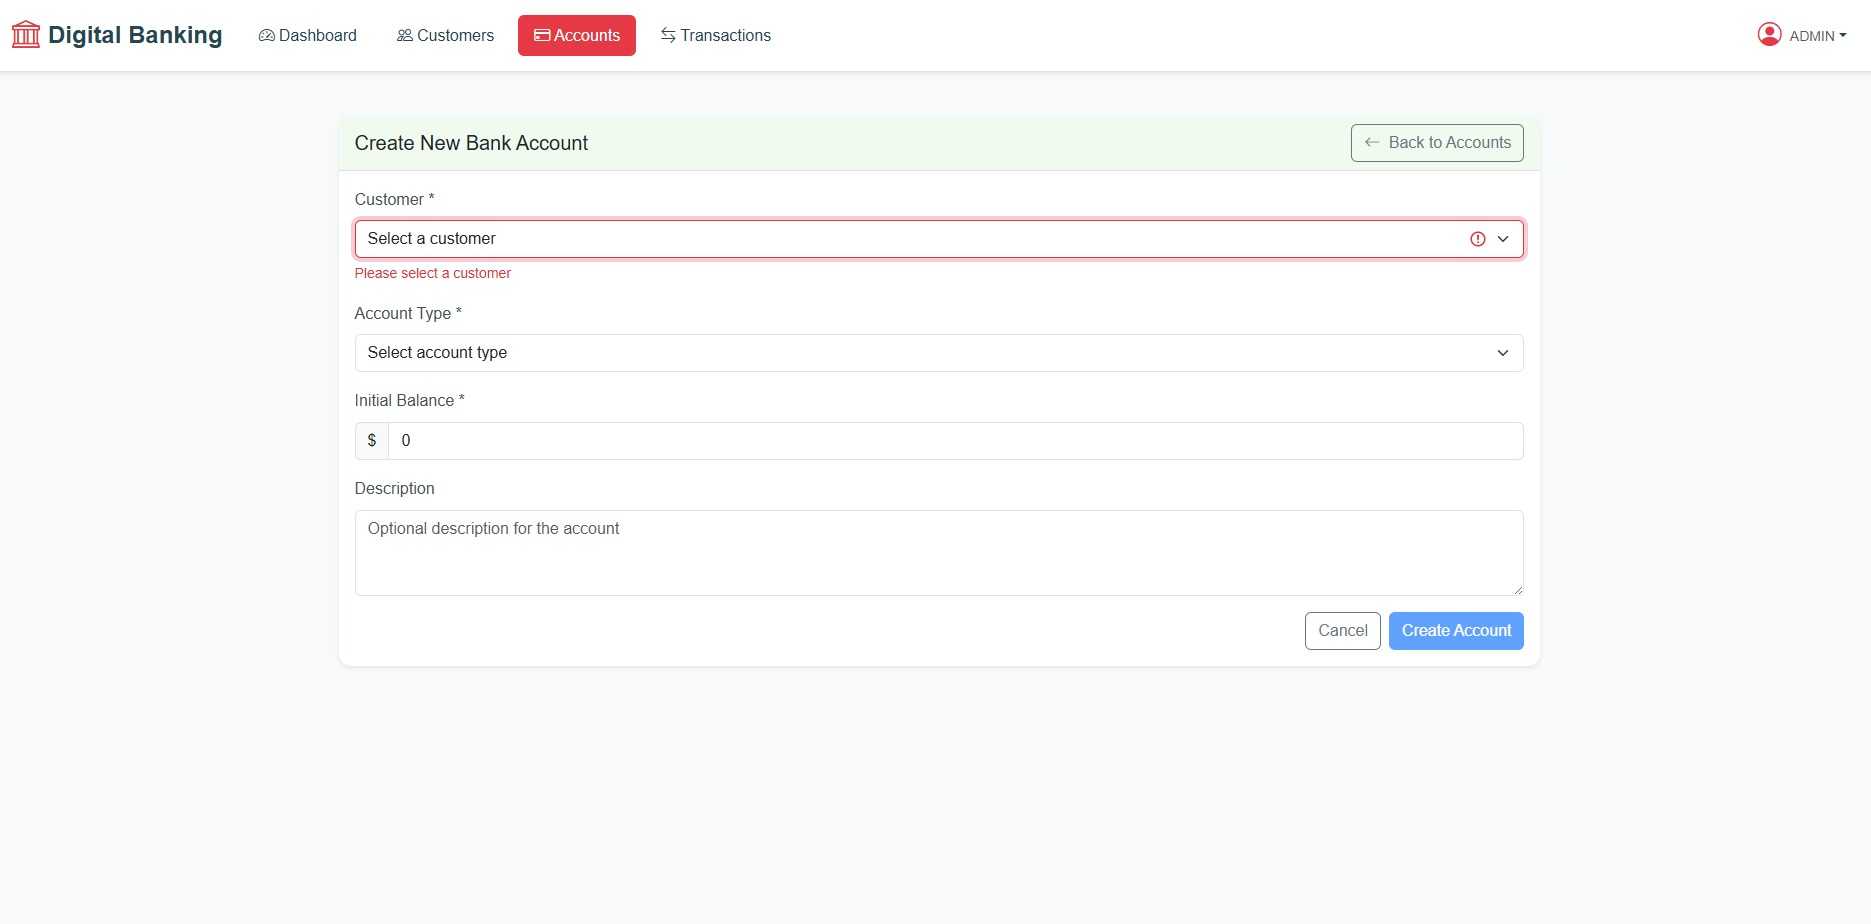 Digital Banking
Dashboard
Customers
Accounts
Transactions
ADMIN
Create New Bank Account
Back to Accounts
Customer *
Select a customer
Please select a customer
Account Type *
Select account type
Initial Balance *
$ 0
Description
Optional description for the account
Cancel
Create Account